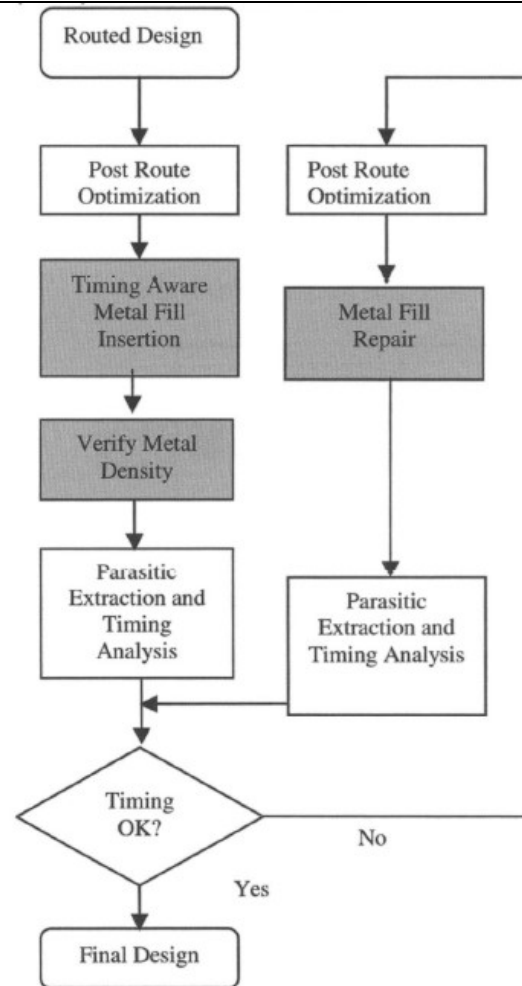 Routed Design
Post Route
Optimization
Timing Aware
Metal Fill
Insertion
Verify Metal
Density
Parasitic
Extraction and
Timing
Analysis
Timing
OK?
Yes
Final Design
No
Post Route
Optimization
Metal Fill
Repair
Parasitic
Extraction and
Timing Analysis